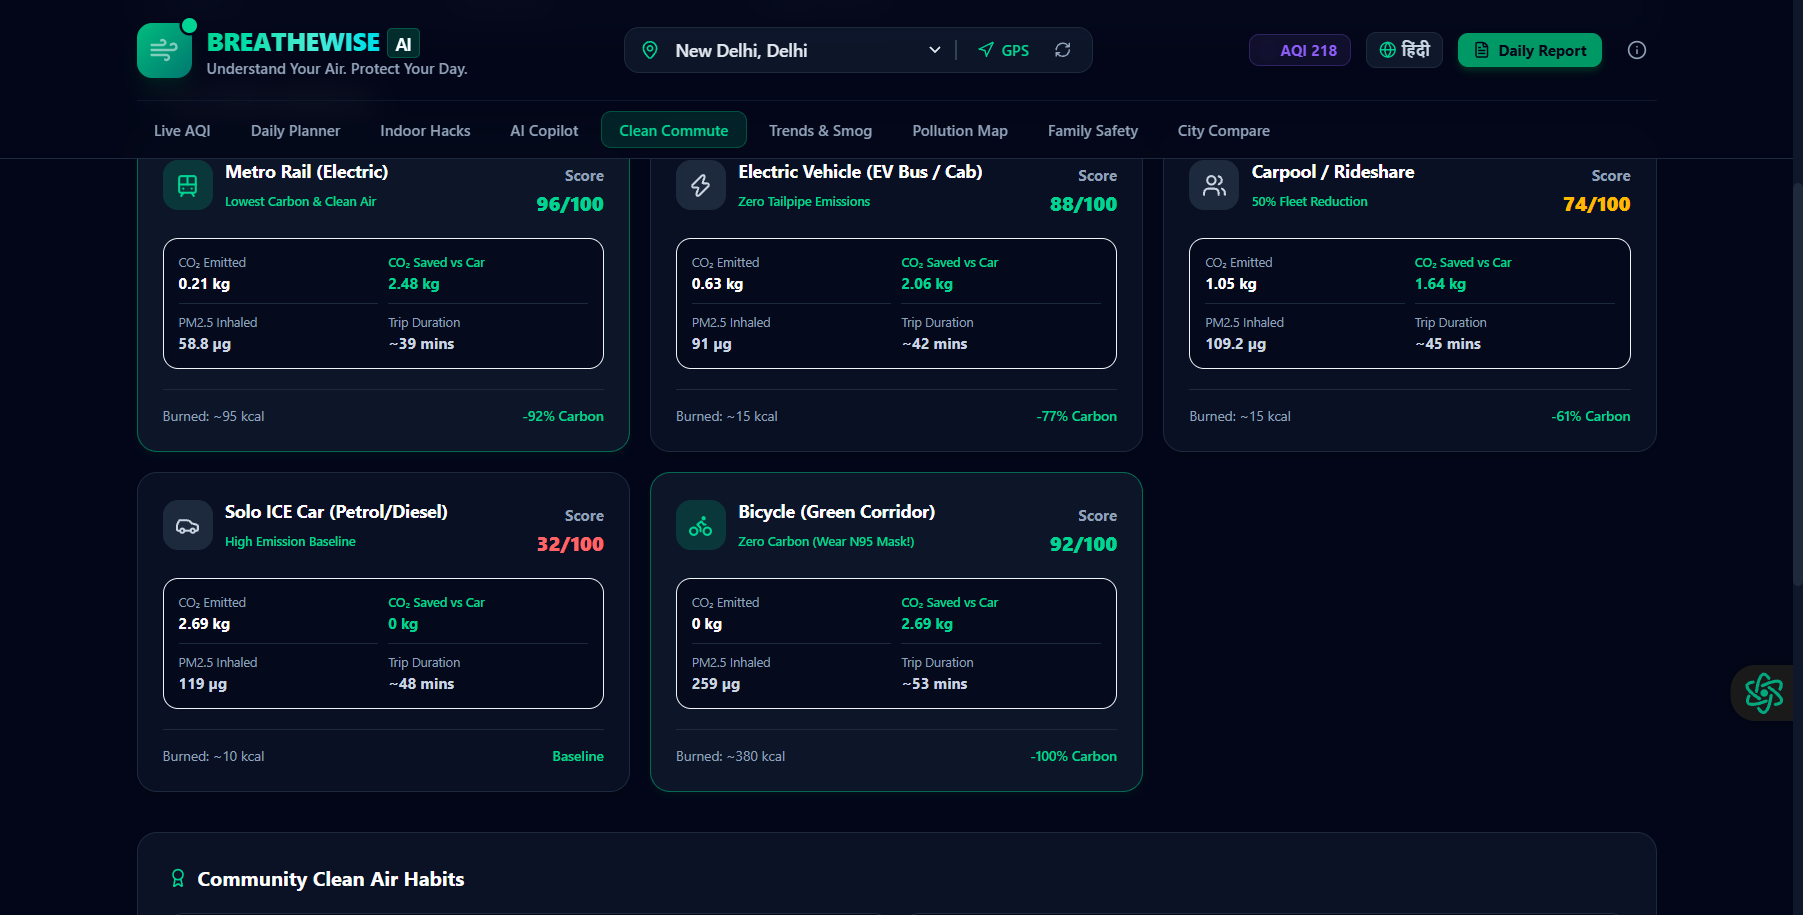 BREATHEWISE AI
Understand Your Air. Protect Your Day.
New Delhi, Delhi
GPS
AQI 218
हिंदी
Daily Report
Live AQI
Daily Planner
Indoor Hacks
AI Copilot
Clean Commute
Trends & Smog
Pollution Map
Family Safety
City Compare
Metro Rail (Electric)
Lowest Carbon & Clean Air
Score
96/100
CO₂ Emitted
0.21 kg
CO₂ Saved vs Car
2.48 kg
PM2.5 Inhaled
58.8 µg
Trip Duration
~39 mins
Burned: ~95 kcal
-92% Carbon
Electric Vehicle (EV Bus / Cab)
Zero Tailpipe Emissions
Score
88/100
CO₂ Emitted
0.63 kg
CO₂ Saved vs Car
2.06 kg
PM2.5 Inhaled
91 µg
Trip Duration
~42 mins
Burned: ~15 kcal
-77% Carbon
Carpool / Rideshare
50% Fleet Reduction
Score
74/100
CO₂ Emitted
1.05 kg
CO₂ Saved vs Car
1.64 kg
PM2.5 Inhaled
109.2 µg
Trip Duration
~45 mins
Burned: ~15 kcal
-61% Carbon
Solo ICE Car (Petrol/Diesel)
High Emission Baseline
Score
32/100
CO₂ Emitted
2.69 kg
CO₂ Saved vs Car
0 kg
PM2.5 Inhaled
119 µg
Trip Duration
~48 mins
Burned: ~10 kcal
Baseline
Bicycle (Green Corridor)
Zero Carbon (Wear N95 Mask!)
Score
92/100
CO₂ Emitted
0 kg
CO₂ Saved vs Car
2.69 kg
PM2.5 Inhaled
259 µg
Trip Duration
~53 mins
Burned: ~380 kcal
-100% Carbon
Community Clean Air Habits